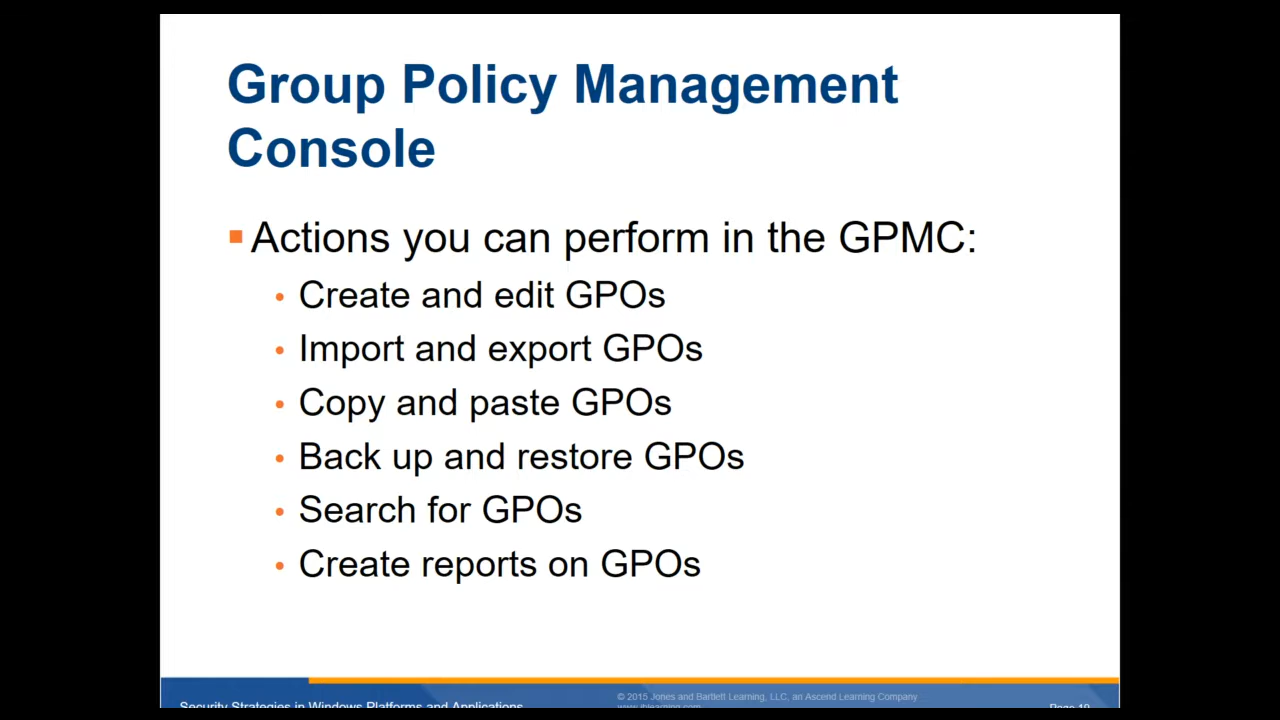 Group Policy Management
Console
Actions you can perform in the GPMC:
Create and edit GPOs
Import and export GPOs
Copy and paste GPOs
Back up and restore GPOs
Search for GPOs
Create reports on GPOs
© 2015 Jones and Bartlett Learning, LLC, an Ascend Learning Company
www.jblearning.com
Security Strategies in Windows Platforms and Applications
Page 19